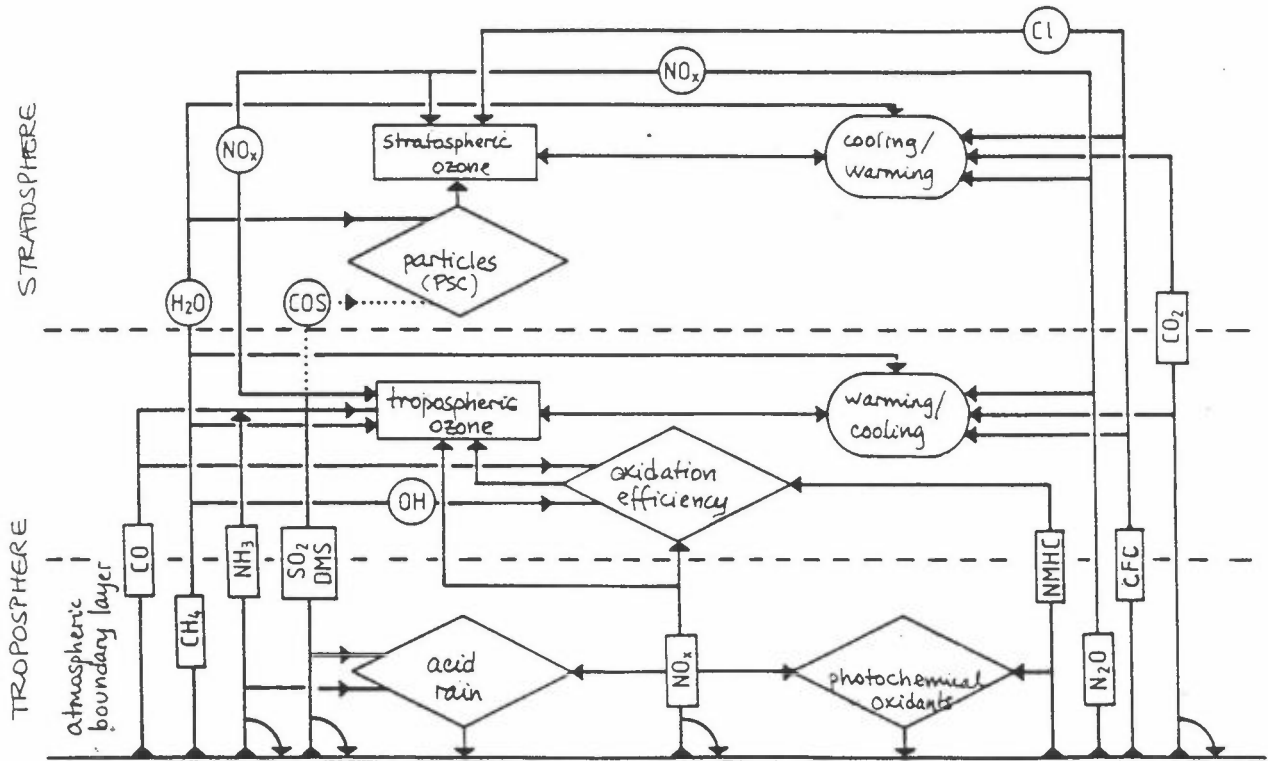 Cl
NOₓ
STRATOSPHERE
NOₓ
stratospheric
ozone
cooling/
warming
particles
(PSC)
H₂O
COS
CO₂
tropospheric
ozone
warming/
cooling
oxidation
efficiency
OH
TROPOSPHERE
atmospheric
boundary layer
CO
CH₄
NH₃
SO₂
DMS
NMHC
CFC
acid
rain
NOₓ
photochemical
oxidants
N₂O